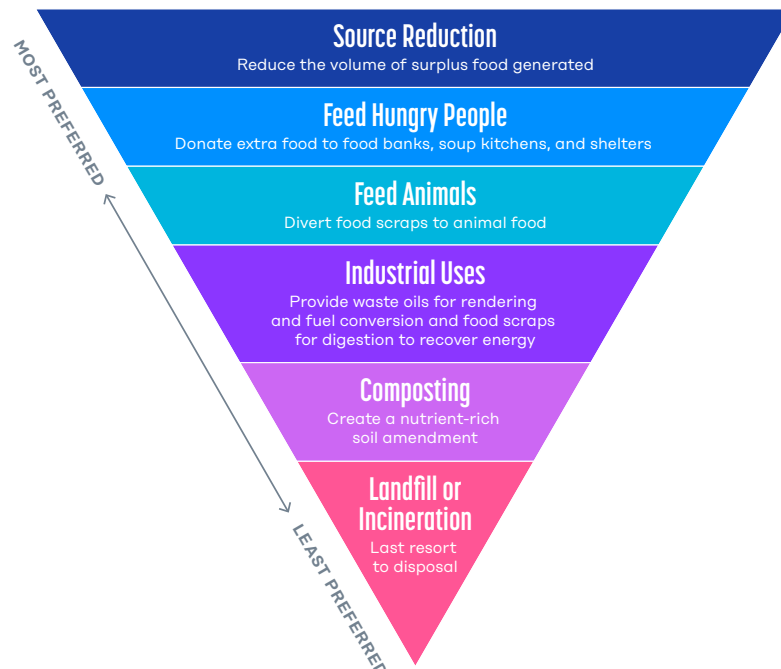 Source Reduction
Reduce the volume of surplus food generated
MOST PREFERRED
Feed Hungry People
Donate extra food to food banks, soup kitchens, and shelters
Feed Animals
Divert food scraps to animal food
Industrial Uses
Provide waste oils for rendering
and fuel conversion and food scraps
for digestion to recover energy
Composting
Create a nutrient-rich
soil amendment
Landfill or
Incineration
Last resort
to disposal
LEAST PREFERRED